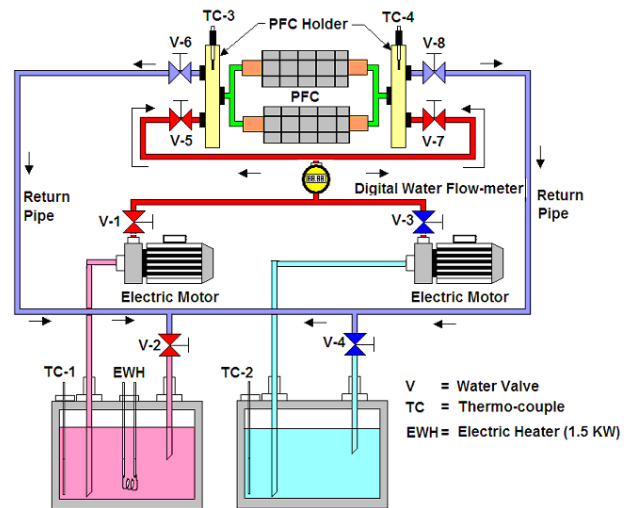 TC-3
PFC Holder
TC-4
V-6
V-8
PFC
V-5
V-7
Return
Pipe
Digital Water Flow-meter
Return
Pipe
V-1
V-3
Electric Motor
Electric Motor
V-2
V-4
TC-1
EWH
TC-2
V = Water Valve
TC = Thermo-couple
EWH = Electric Heater (1.5 KW)